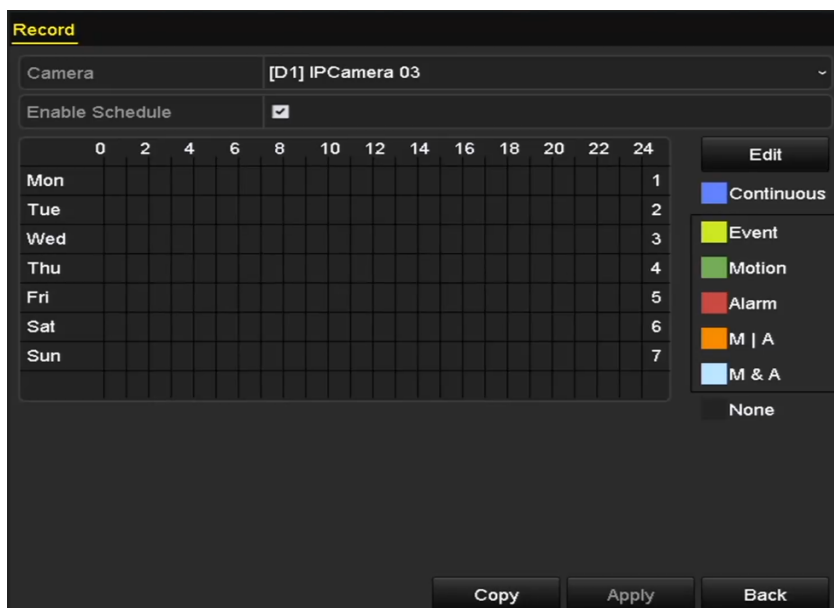 Record
Camera [D1] IPCamera 03
Enable Schedule
0 2 4 6 8 10 12 14 16 18 20 22 24
Edit
Mon 1
Continuous
Tue 2
Wed 3
Event
Thu 4
Motion
Fri 5
Alarm
Sat 6
M | A
Sun 7
M & A
None
Copy Apply Back